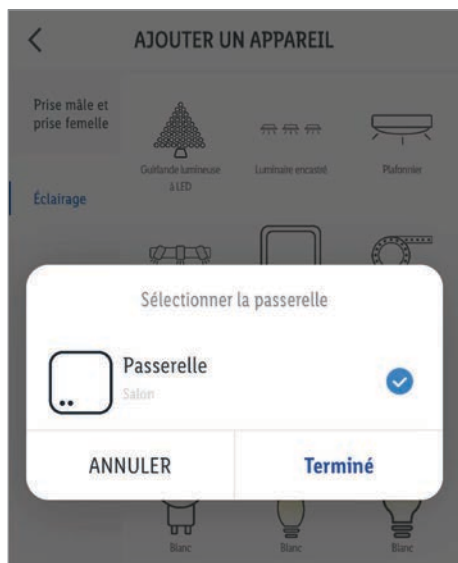 AJOUTER UN APPAREIL
Prise mâle et
prise femelle
Éclairage
Guirlande lumineuse
à LED
Luminaire encastré
Plafonnier
Sélectionner la passerelle
Passerelle
Salon
ANNULER
Terminé
Blanc
Blanc
Blanc